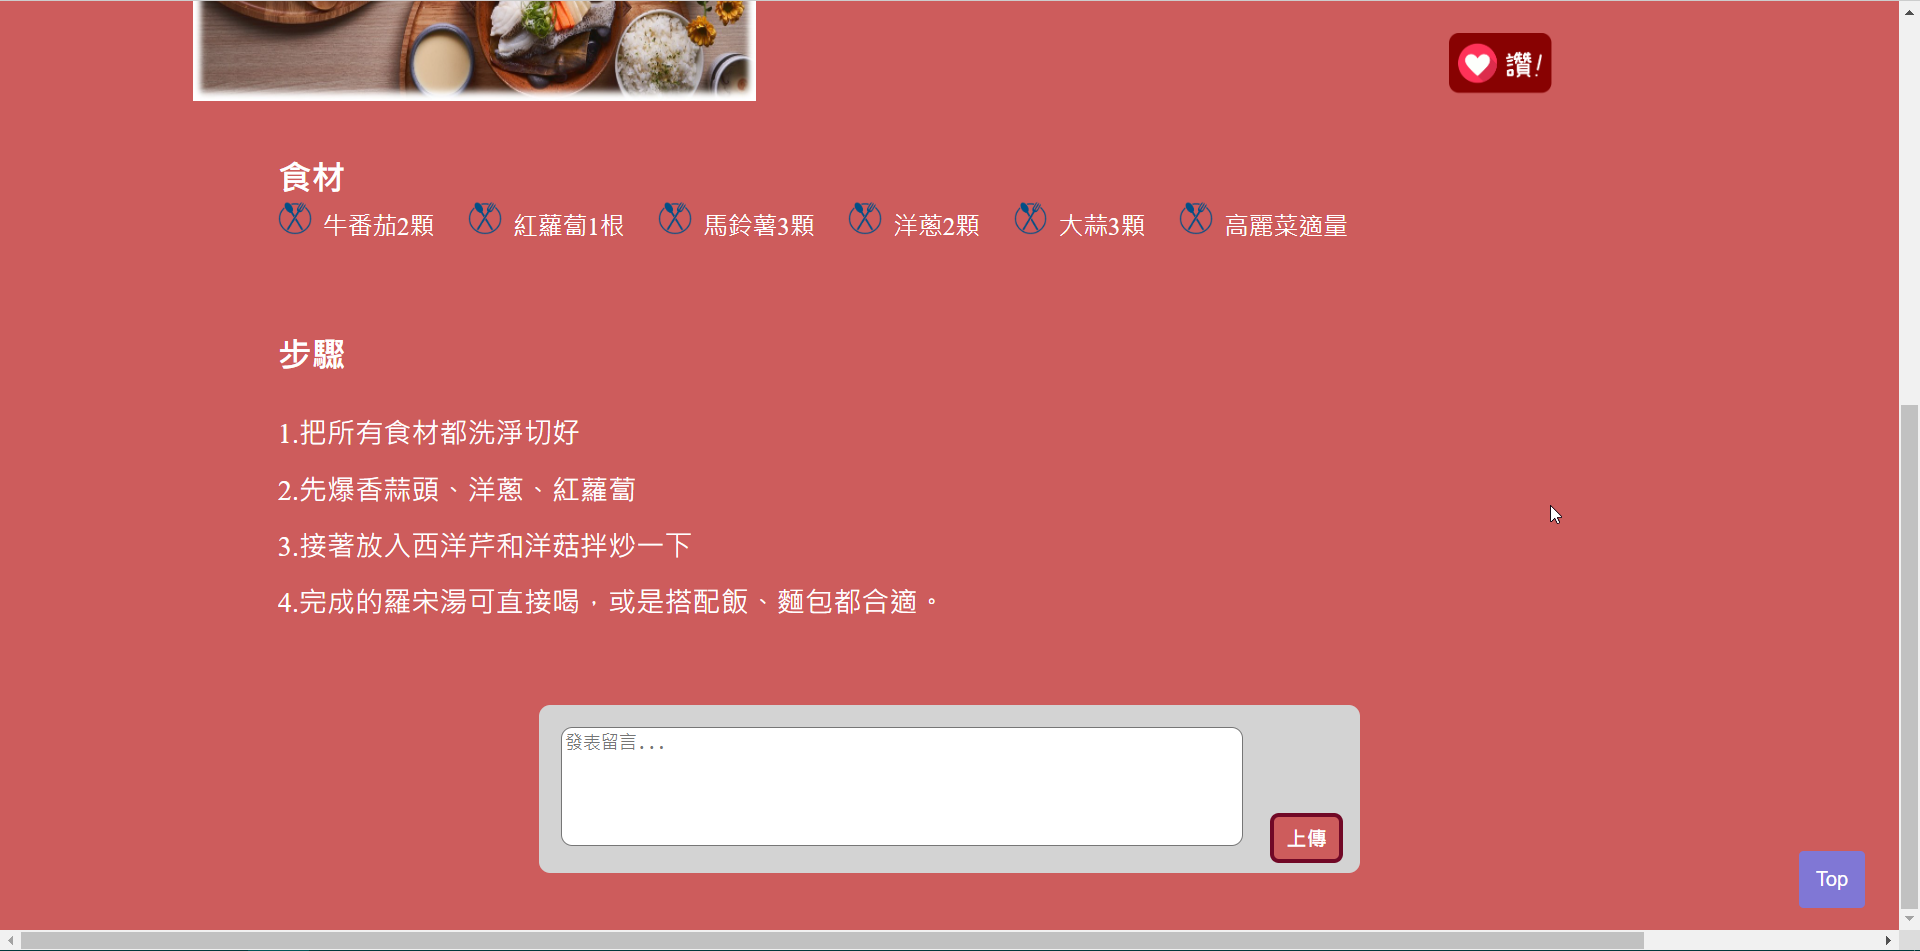 讚!
食材
牛番茄2顆 紅蘿蔔1根 馬鈴薯3顆 洋蔥2顆 大蒜3顆 高麗菜適量
步驟
1.把所有食材都洗淨切好
2.先爆香蒜頭、洋蔥、紅蘿蔔
3.接著放入西洋芹和洋菇拌炒一下
4.完成的羅宋湯可直接喝，或是搭配飯、麵包都合適。
發表留言...
上傳
Top